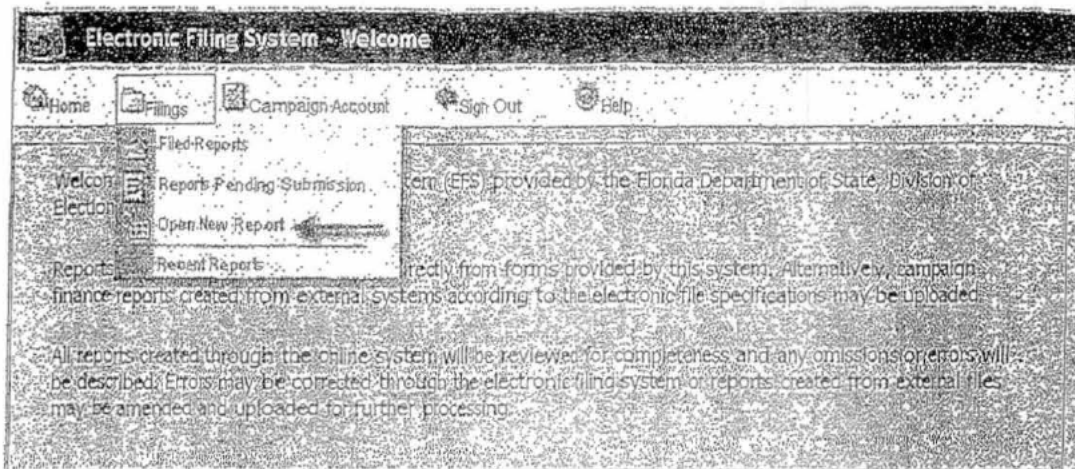 Electronic Filing System - Welcome
Home Filings Campaign Account Sign Out Help
Filed Reports
Reports Pending Submission
Open New Report
Recent Reports
Welcom tem (EFS) provided by the Florida Department of State, Division of
Election
Reports rectly from forms provided by this system. Alternatively, campaign
finance reports created from external systems according to the electronic file specifications may be uploaded.
All reports created through the online system will be reviewed for completeness and any omissions or errors will
be described. Errors may be corrected through the electronic filing system or reports created from external files
may be amended and uploaded for further processing.